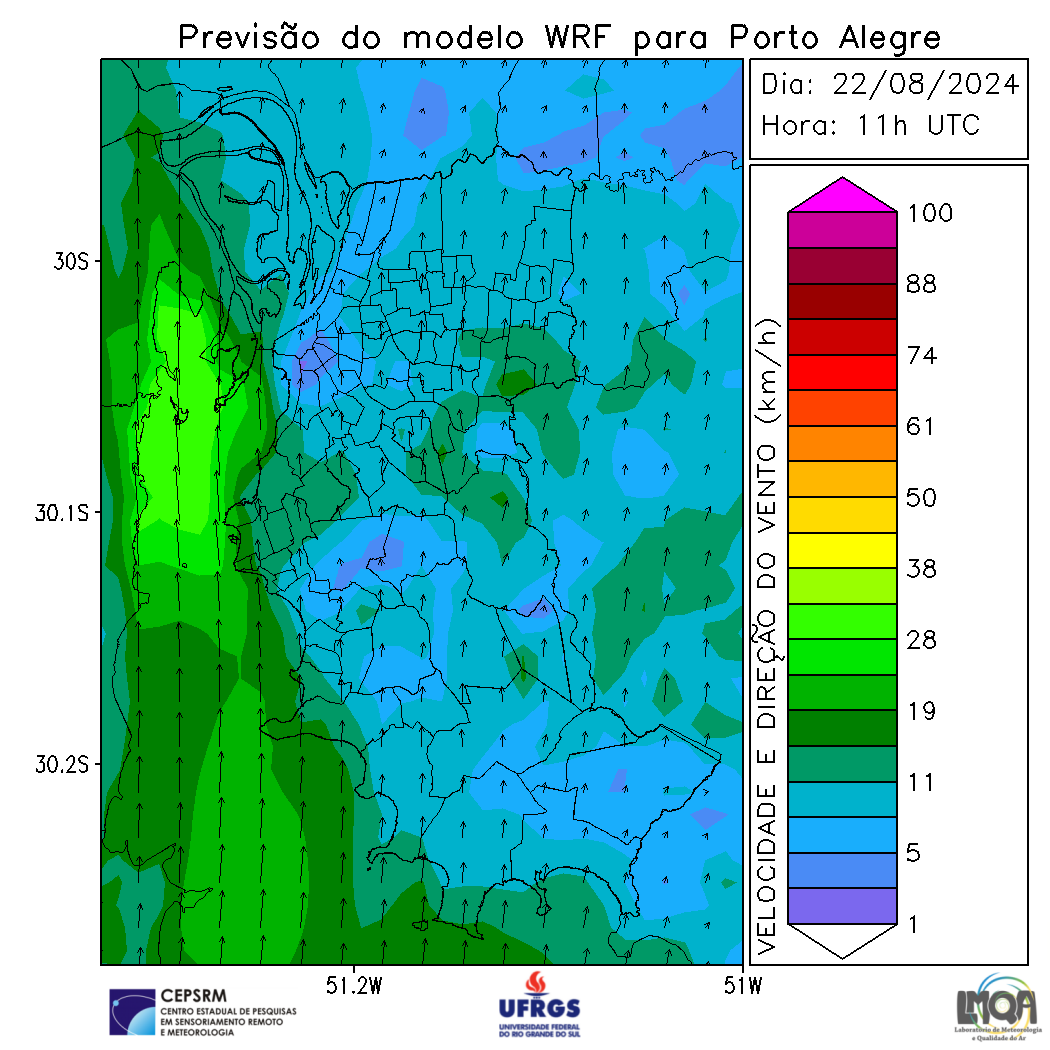 Previsão do modelo WRF para Porto Alegre
Dia: 22/08/2024
Hora: 11h UTC
30S
30.1S
30.2S
51.2W
51W
VELOCIDADE E DIREÇÃO DO VENTO (km/h)
100
88
74
61
50
38
28
19
11
5
1
CEPSRM
CENTRO ESTADUAL DE PESQUISAS
EM SENSORIAMENTO REMOTO
E METEOROLOGIA
UFRGS
UNIVERSIDADE FEDERAL
DO RIO GRANDE DO SUL
LMQA
Laboratório de Meteorologia
e Qualidade do Ar